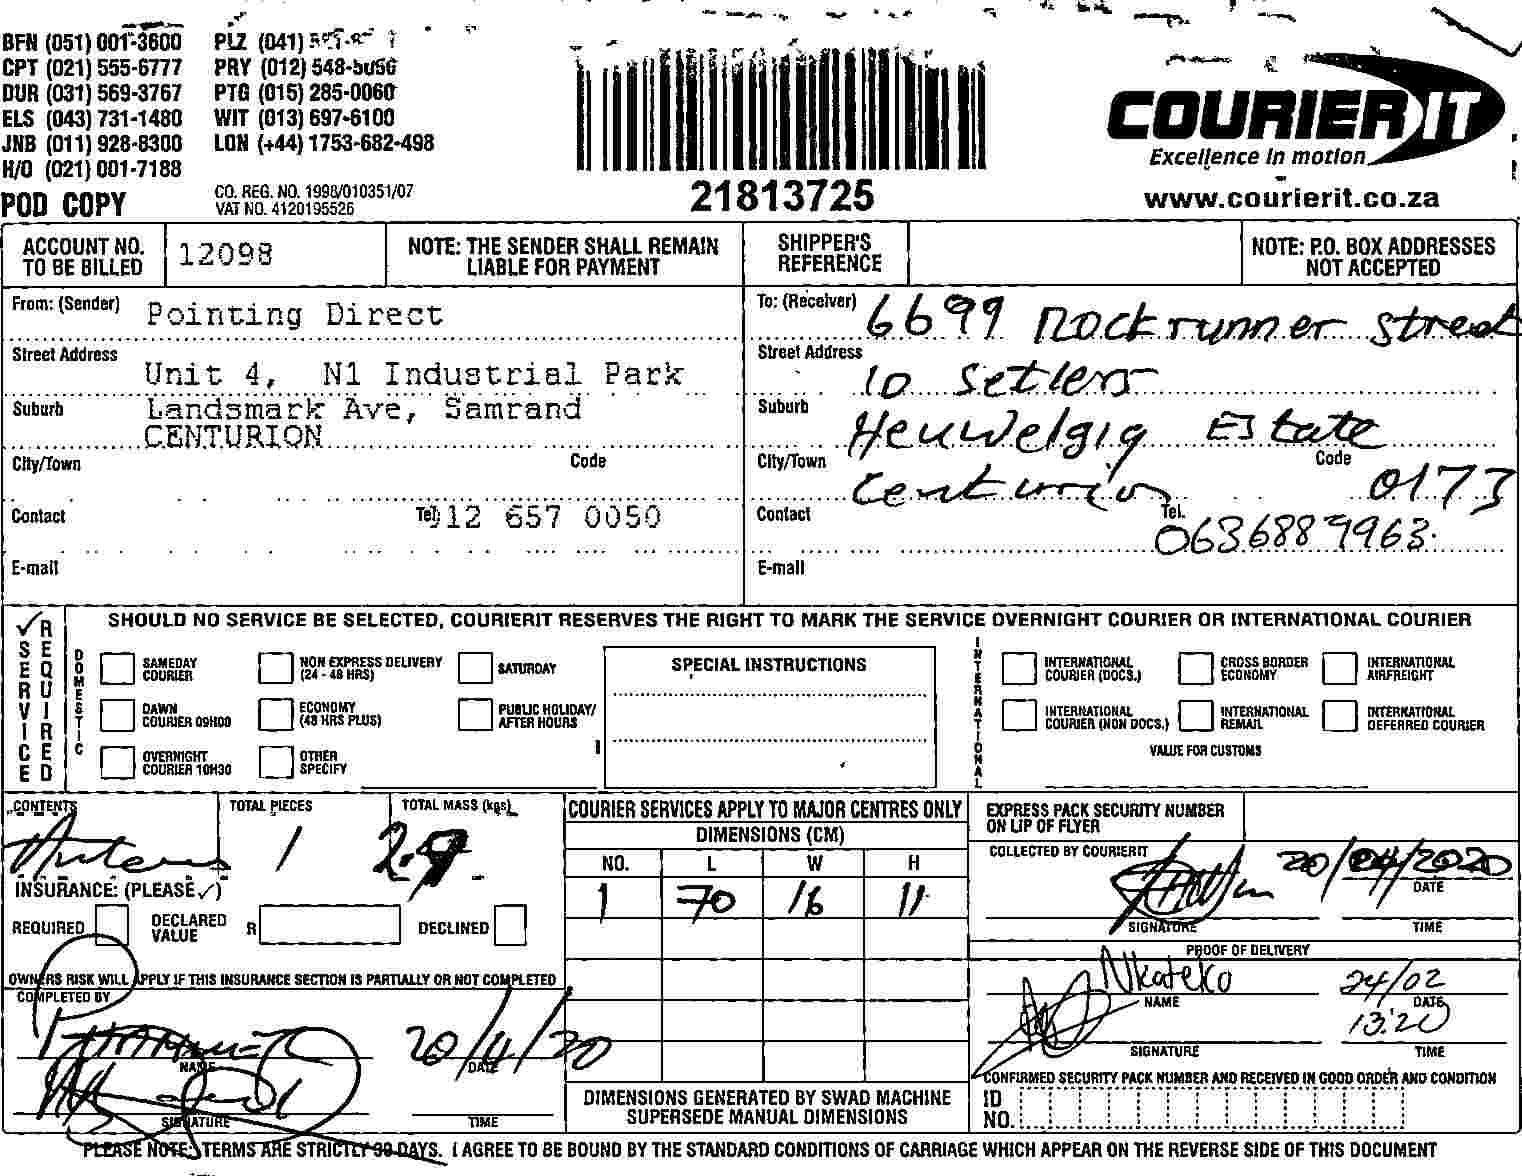 BFN (051) 001-3600 PLZ (041)
CPT (021) 555-6777 PRY (012) 548-5056
DUR (031) 569-3767 PTG (015) 285-0060
ELS (043) 731-1480 WIT (013) 697-6100
JNB (011) 928-8300 LON (+44) 1753-682-498
H/O (021) 001-7188
POD COPY
CO. REG. NO. 1998/010351/07
VAT NO. 4120195526
21813725
COURIER IT
Excellence in motion
www.courierit.co.za
ACCOUNT NO. TO BE BILLED
12098
NOTE: THE SENDER SHALL REMAIN
LIABLE FOR PAYMENT
SHIPPER'S
REFERENCE
NOTE: P.O. BOX ADDRESSES
NOT ACCEPTED
From: (Sender) Pointing Direct
Street Address Unit 4, N1 Industrial Park
Suburb Landsmark Ave, Samrand
CENTURION
City/Town Code
Contact Tel 012 657 0050
E-mail
To: (Receiver) 6699 Rockrunner street
Street Address 10 Setlers
Suburb Heuwelgig Estate
City/Town Centurion Code 0173
Contact Tel. 0636889963
E-mail
SERVICE REQUIRED
SHOULD NO SERVICE BE SELECTED, COURIERIT RESERVES THE RIGHT TO MARK THE SERVICE OVERNIGHT COURIER OR INTERNATIONAL COURIER
DOMESTIC
SAMEDAY
COURIER
NON EXPRESS DELIVERY
(24 - 48 HRS)
SATURDAY
DAWN
COURIER 09H00
ECONOMY
(48 HRS PLUS)
PUBLIC HOLIDAY/
AFTER HOURS
OVERNIGHT
COURIER 10H30
OTHER
SPECIFY
SPECIAL INSTRUCTIONS
INTERNATIONAL
INTERNATIONAL
COURIER (DOCS.)
CROSS BORDER
ECONOMY
INTERNATIONAL
AIRFREIGHT
INTERNATIONAL
COURIER (NON DOCS.)
INTERNATIONAL
REMAIL
INTERNATIONAL
DEFERRED COURIER
VALUE FOR CUSTOMS
CONTENTS
TOTAL PIECES
1
TOTAL MASS (kgs)
INSURANCE: (PLEASE ✓)
REQUIRED
DECLARED
VALUE
R
DECLINED
OWNERS RISK WILL APPLY IF THIS INSURANCE SECTION IS PARTIALLY OR NOT COMPLETED
COMPLETED BY
NAME
20/4/20
DATE
SIGNATURE
TIME
COURIER SERVICES APPLY TO MAJOR CENTRES ONLY
DIMENSIONS (CM)
NO. L W H
1 70 16 11
DIMENSIONS GENERATED BY SWAD MACHINE
SUPERSEDE MANUAL DIMENSIONS
EXPRESS PACK SECURITY NUMBER
ON LIP OF FLYER
COLLECTED BY COURIERIT
20/04/2020
DATE
SIGNATURE
TIME
PROOF OF DELIVERY
Nkateko
NAME
24/02
DATE
13:20
SIGNATURE
TIME
CONFIRMED SECURITY PACK NUMBER AND RECEIVED IN GOOD ORDER AND CONDITION
ID
NO.
PLEASE NOTE: TERMS ARE STRICTLY 30 DAYS. I AGREE TO BE BOUND BY THE STANDARD CONDITIONS OF CARRIAGE WHICH APPEAR ON THE REVERSE SIDE OF THIS DOCUMENT